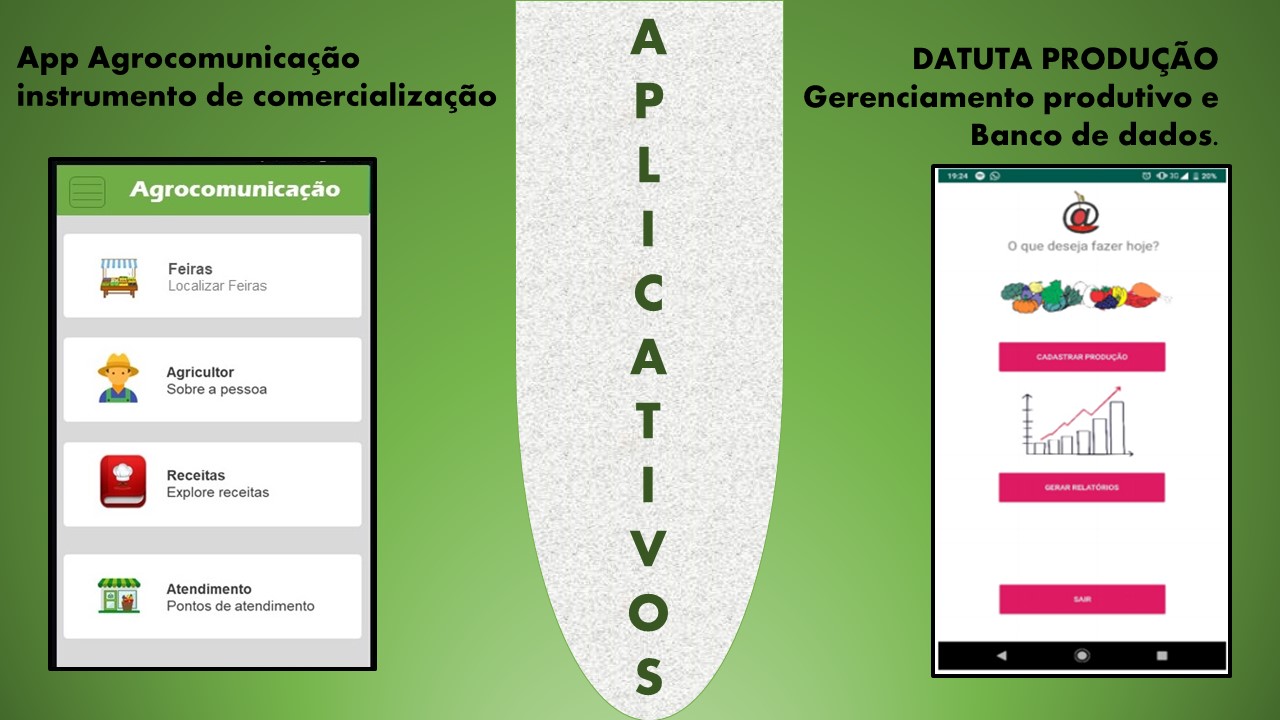 App Agrocomunicação
instrumento de comercialização
Agrocomunicação
Feiras
Localizar Feiras
Agricultor
Sobre a pessoa
Receitas
Explore receitas
Atendimento
Pontos de atendimento
A
P
L
I
C
A
T
I
V
O
S
DATUTA PRODUÇÃO
Gerenciamento produtivo e
Banco de dados.
19:24 3G 20%
@
O que deseja fazer hoje?
CADASTRAR PRODUÇÃO
GERAR RELATÓRIOS
SAIR